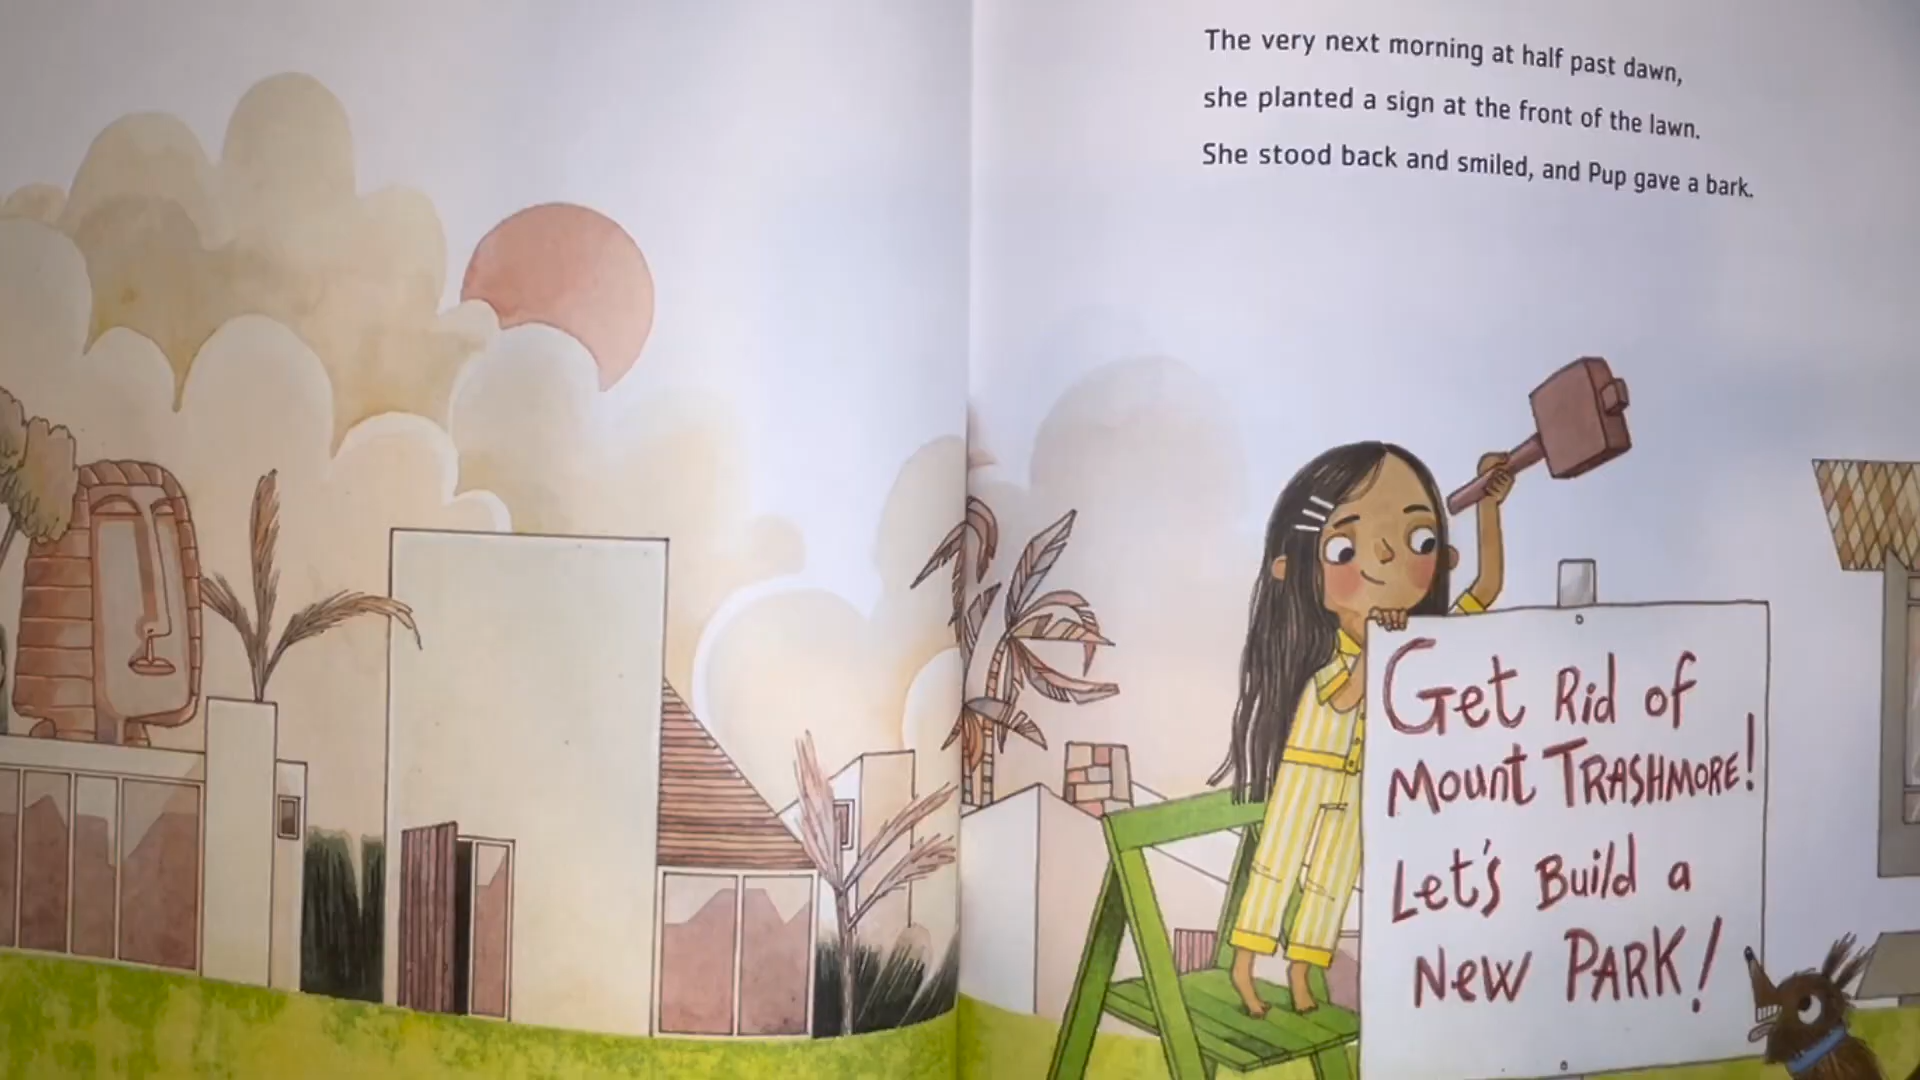 The very next morning at half past dawn,
she planted a sign at the front of the lawn.
She stood back and smiled, and Pup gave a bark.
Get Rid of
Mount TRASHMORE!
Let's Build a
New PARK!